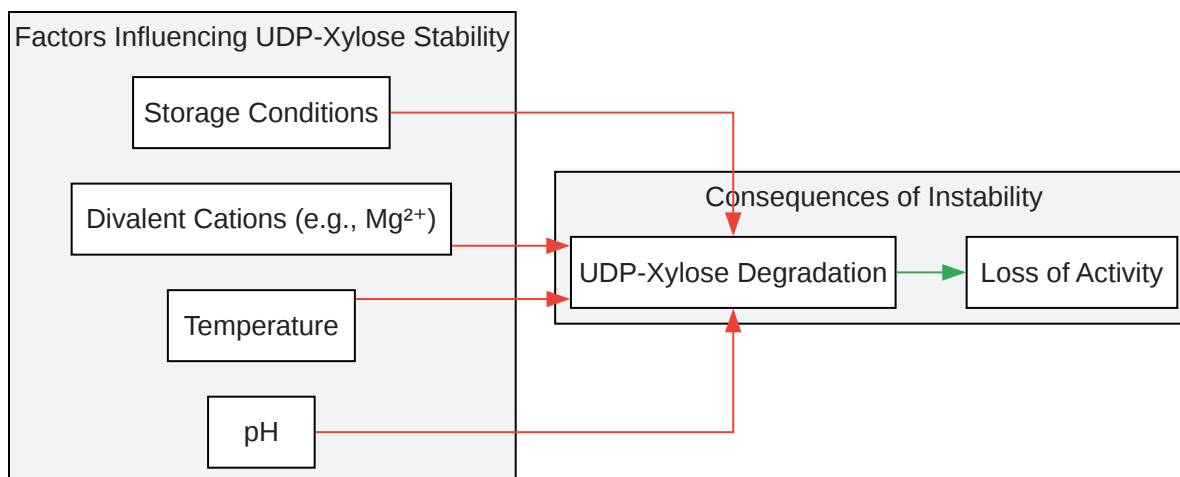 Factors Influencing UDP-Xylose Stability
Storage Conditions
Divalent Cations (e.g., Mg²⁺)
Temperature
pH
Consequences of Instability
UDP-Xylose Degradation
Loss of Activity